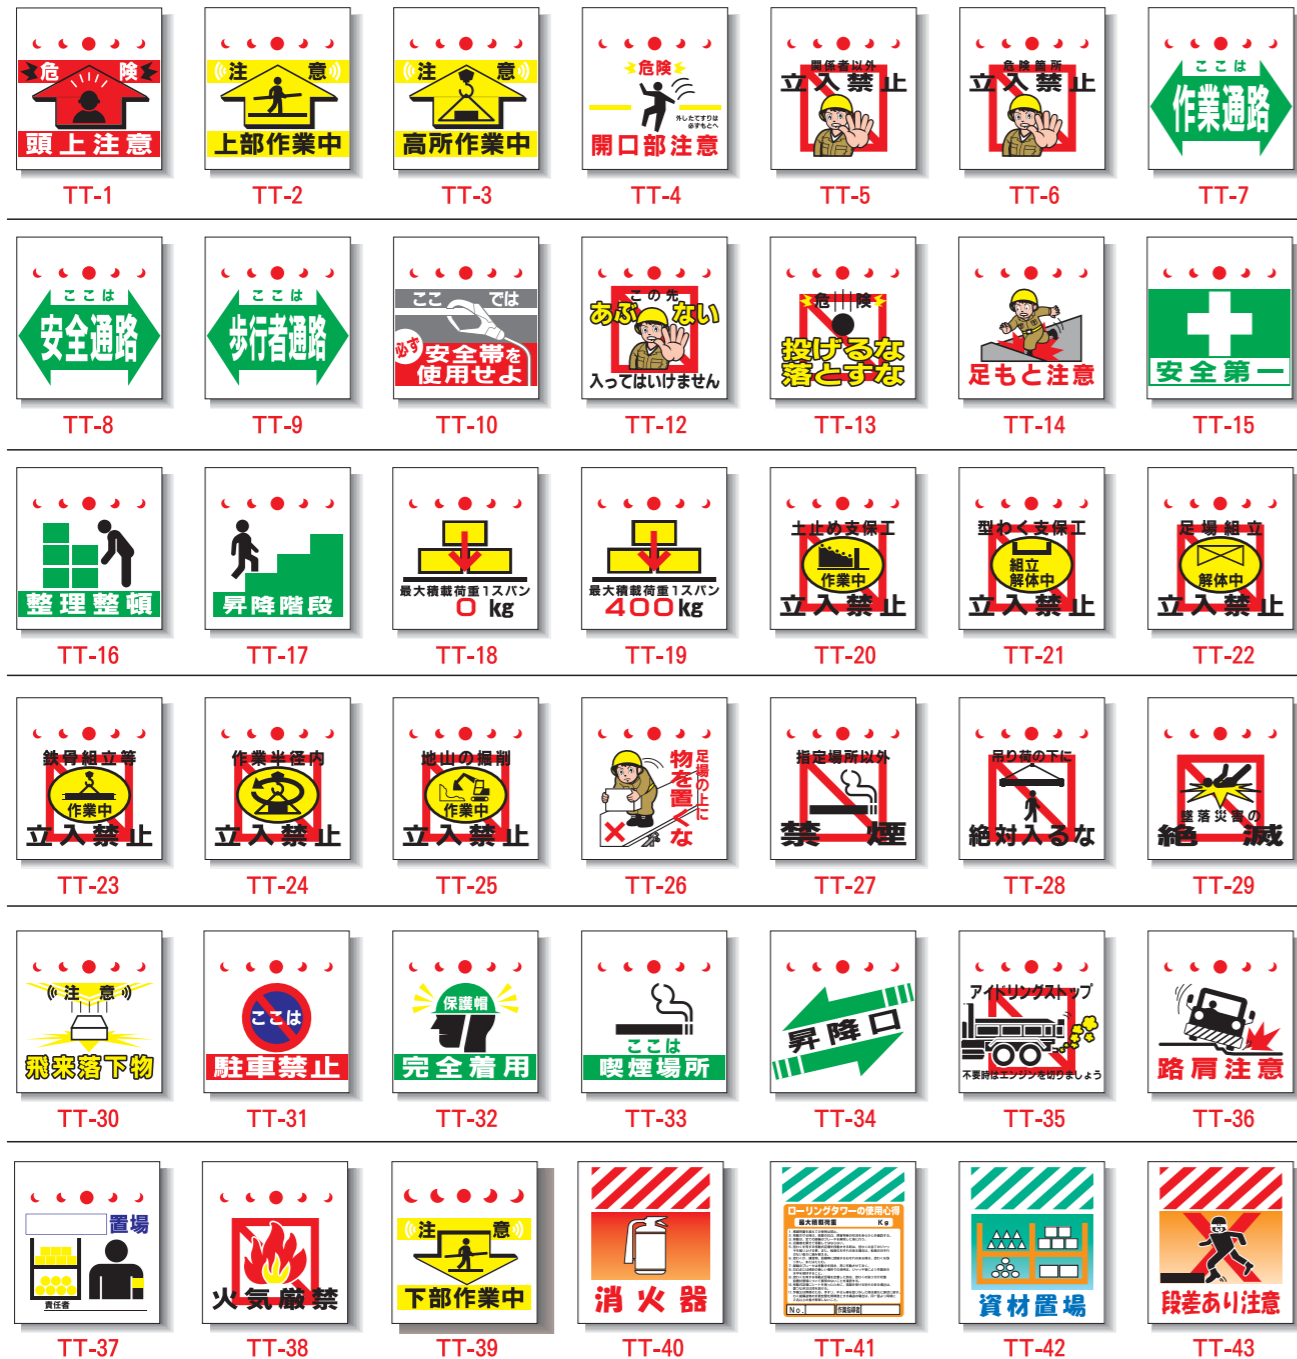 危 険
頭上注意
TT-1
注 意
上部作業中
TT-2
注 意
高所作業中
TT-3
危険
外したてすりは
必ずもとへ
開口部注意
TT-4
関係者以外
立入禁止
TT-5
危険箇所
立入禁止
TT-6
ここは
作業通路
TT-7
ここは
安全通路
TT-8
ここは
歩行者通路
TT-9
ここ では
必ず
安全帯を
使用せよ
TT-10
この先
あぶ ない
入ってはいけません
TT-12
危 険
投げるな
落とすな
TT-13
足もと注意
TT-14
安全第一
TT-15
整理整頓
TT-16
昇降階段
TT-17
最大積載荷重1スパン
0 kg
TT-18
最大積載荷重1スパン
400kg
TT-19
土止め支保工
作業中
立入禁止
TT-20
型わく支保工
組立
解体中
立入禁止
TT-21
足場組立
解体中
立入禁止
TT-22
鉄骨組立等
作業中
立入禁止
TT-23
作業半径内
立入禁止
TT-24
地山の掘削
作業中
立入禁止
TT-25
足場の上に
物を置くな
TT-26
指定場所以外
禁 煙
TT-27
吊り荷の下に
絶対入るな
TT-28
墜落災害の
絶 滅
TT-29
注 意
飛来落下物
TT-30
ここは
駐車禁止
TT-31
保護帽
完全着用
TT-32
ここは
喫煙場所
TT-33
昇降口
TT-34
アイドリングストップ
不要時はエンジンを切りましょう
TT-35
路肩注意
TT-36
置場
責任者
TT-37
火気厳禁
TT-38
注 意
下部作業中
TT-39
消火器
TT-40
ローリングタワーの使用心得
最大積載荷重 Kg
No.
作業指揮者
TT-41
資材置場
TT-42
段差あり注意
TT-43